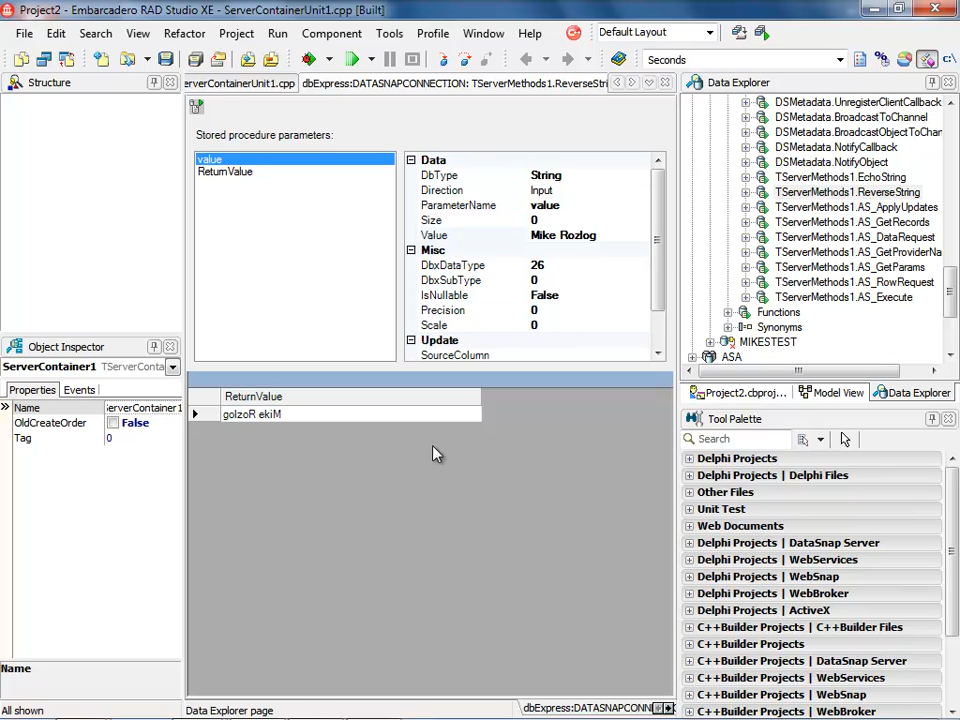 Project2 - Embarcadero RAD Studio XE - ServerContainerUnit1.cpp [Built]
File Edit Search View Refactor Project Run Component Tools Profile Window Help
Default Layout
Seconds
Structure
erverContainerUnit1.cpp
dbExpress:DATASNAPCONNECTION: TServerMethods1.ReverseStri
Data Explorer
Stored procedure parameters:
value
ReturnValue
Data
DbType String
Direction Input
ParameterName value
Size 0
Value Mike Rozlog
Misc
DbxDataType 26
DbxSubType 0
IsNullable False
Precision 0
Scale 0
Update
SourceColumn
DSMetadata.UnregisterClientCallback
DSMetadata.BroadcastToChannel
DSMetadata.BroadcastObjectToChar
DSMetadata.NotifyCallback
DSMetadata.NotifyObject
TServerMethods1.EchoString
TServerMethods1.ReverseString
TServerMethods1.AS_ApplyUpdates
TServerMethods1.AS_GetRecords
TServerMethods1.AS_DataRequest
TServerMethods1.AS_GetProviderNa
TServerMethods1.AS_GetParams
TServerMethods1.AS_RowRequest
TServerMethods1.AS_Execute
Functions
Synonyms
MIKESTEST
ASA
Project2.cbproj...
Model View
Data Explorer
Object Inspector
ServerContainer1 TServerConta
Properties Events
Name erverContainer1
OldCreateOrder False
Tag 0
ReturnValue
golzoR ekiM
Tool Palette
Search
Delphi Projects
Delphi Projects | Delphi Files
Other Files
Unit Test
Web Documents
Delphi Projects | DataSnap Server
Delphi Projects | WebServices
Delphi Projects | WebSnap
Delphi Projects | WebBroker
Delphi Projects | ActiveX
C++Builder Projects | C++Builder Files
C++Builder Projects
C++Builder Projects | DataSnap Server
C++Builder Projects | WebServices
C++Builder Projects | WebSnap
C++Builder Projects | WebBroker
Name
All shown
Data Explorer page
dbExpress:DATASNAPCONN